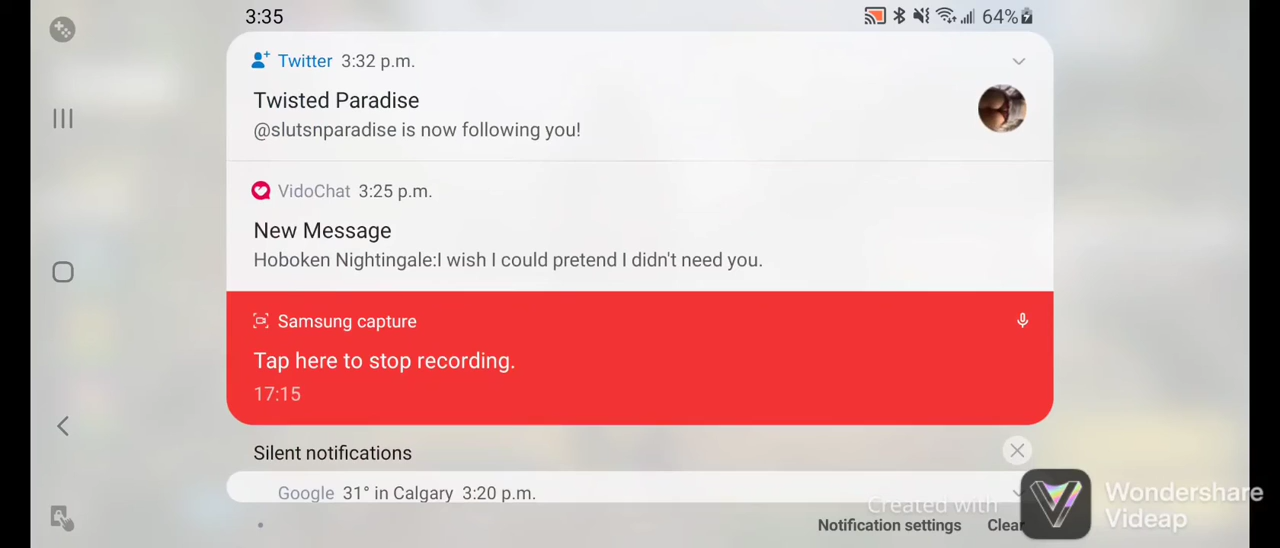 3:35
64%
Twitter 3:32 p.m.
Twisted Paradise
@slutsnparadise is now following you!
VidoChat 3:25 p.m.
New Message
Hoboken Nightingale:I wish I could pretend I didn't need you.
Samsung capture
Tap here to stop recording.
17:15
Silent notifications
Google 31° in Calgary 3:20 p.m.
Notification settings Clear
Created with
Wondershare
Videap